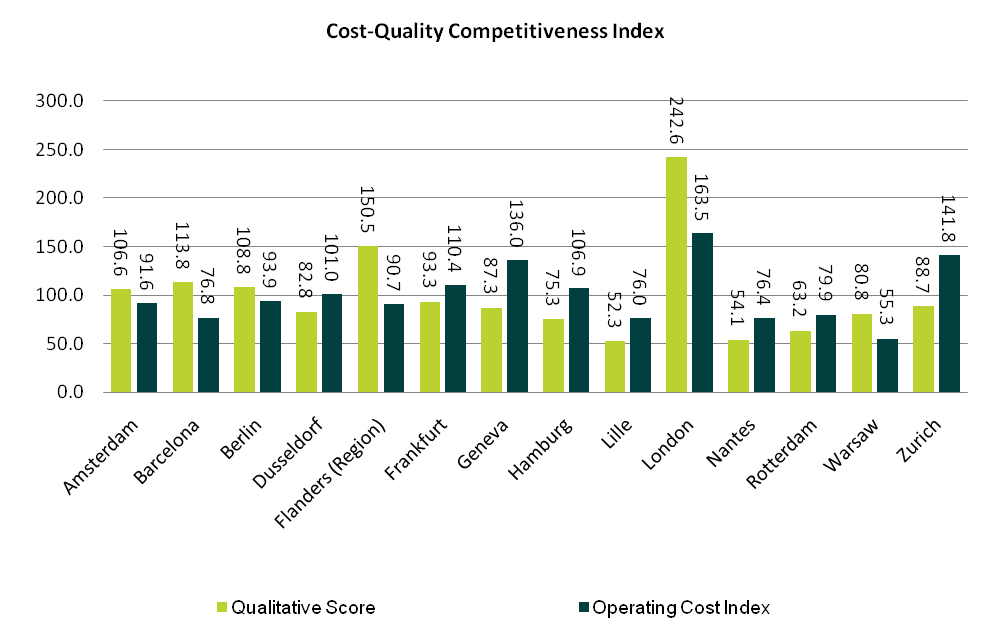 Cost-Quality Competitiveness Index
300.0
250.0
200.0
150.0
100.0
50.0
0.0
106.6
91.6
113.8
76.8
108.8
93.9
82.8
101.0
150.5
90.7
93.3
110.4
87.3
136.0
75.3
106.9
52.3
76.0
242.6
163.5
54.1
76.4
63.2
79.9
80.8
55.3
88.7
141.8
Amsterdam
Barcelona
Berlin
Dusseldorf
Flanders (Region)
Frankfurt
Geneva
Hamburg
Lille
London
Nantes
Rotterdam
Warsaw
Zurich
Qualitative Score
Operating Cost Index